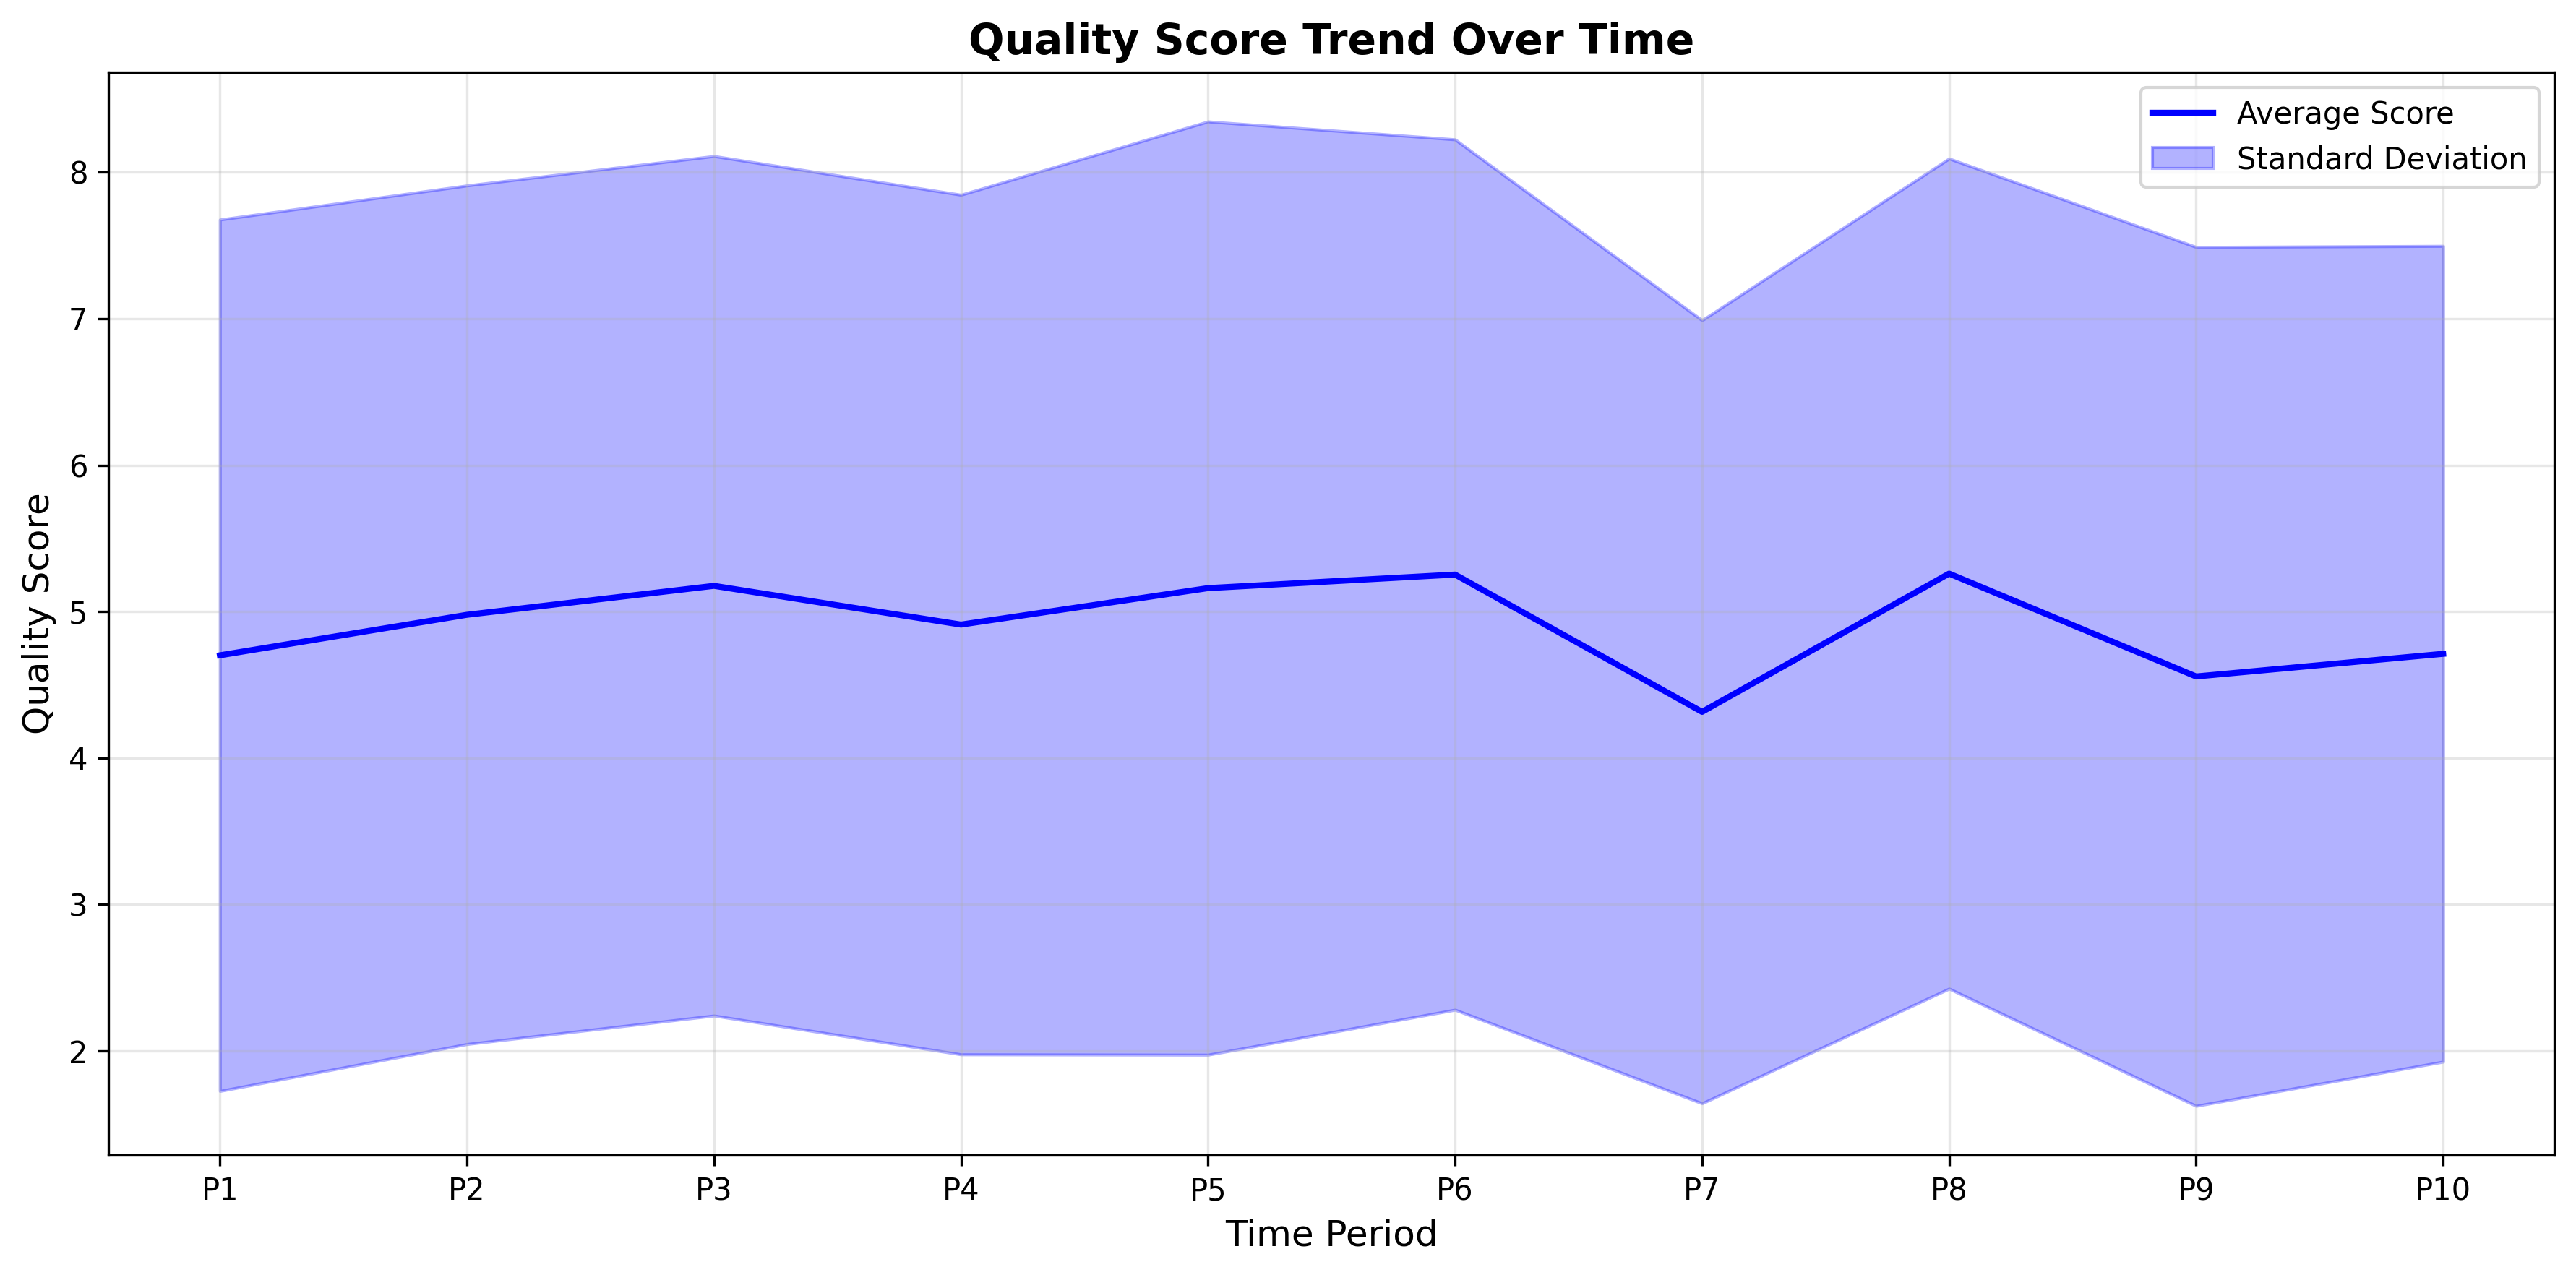 Quality Score Trend Over Time
Average Score
Standard Deviation
Quality Score
8
7
6
5
4
3
2
P1 P2 P3 P4 P5 P6 P7 P8 P9 P10
Time Period